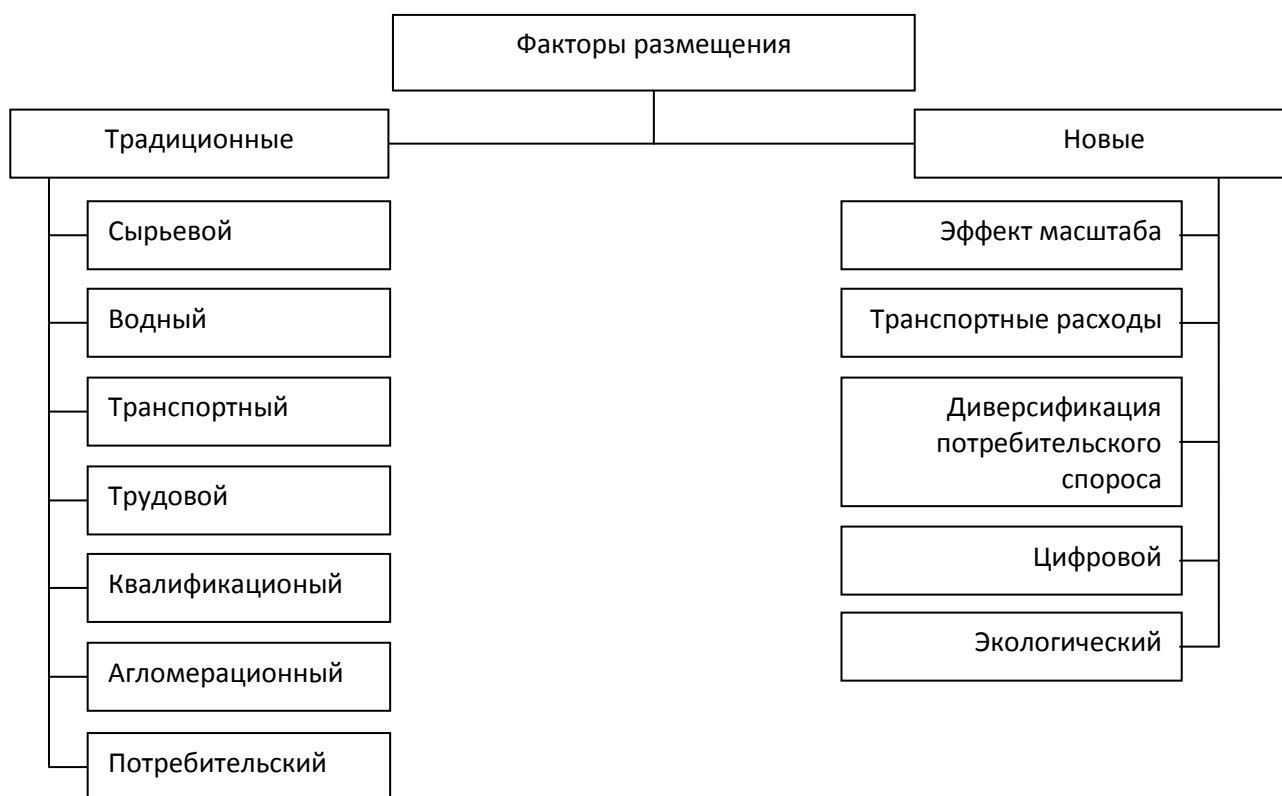 Факторы размещения
Традиционные
Новые
Сырьевой
Водный
Транспортный
Трудовой
Квалификационый
Агломерационный
Потребительский
Эффект масштаба
Транспортные расходы
Диверсификация
потребительского
спороса
Цифровой
Экологический